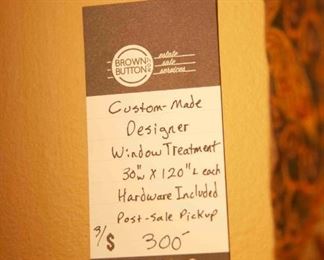 BROWN
BUTTON
estate
sale
services
Custom-Made
Designer
Window Treatment
30"w x 120"L each
Hardware Included
Post-Sale Pickup
$ 300-